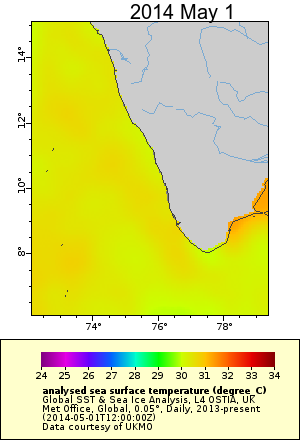 2014 May 1
14°
12°
10°
8°
74° 76° 78°
24 25 26 27 28 29 30 31 32 33 34
analysed sea surface temperature (degree_C)
Global SST & Sea Ice Analysis, L4 OSTIA, UK
Met Office, Global, 0.05°, Daily, 2013-present
(2014-05-01T12:00:00Z)
Data courtesy of UKMO